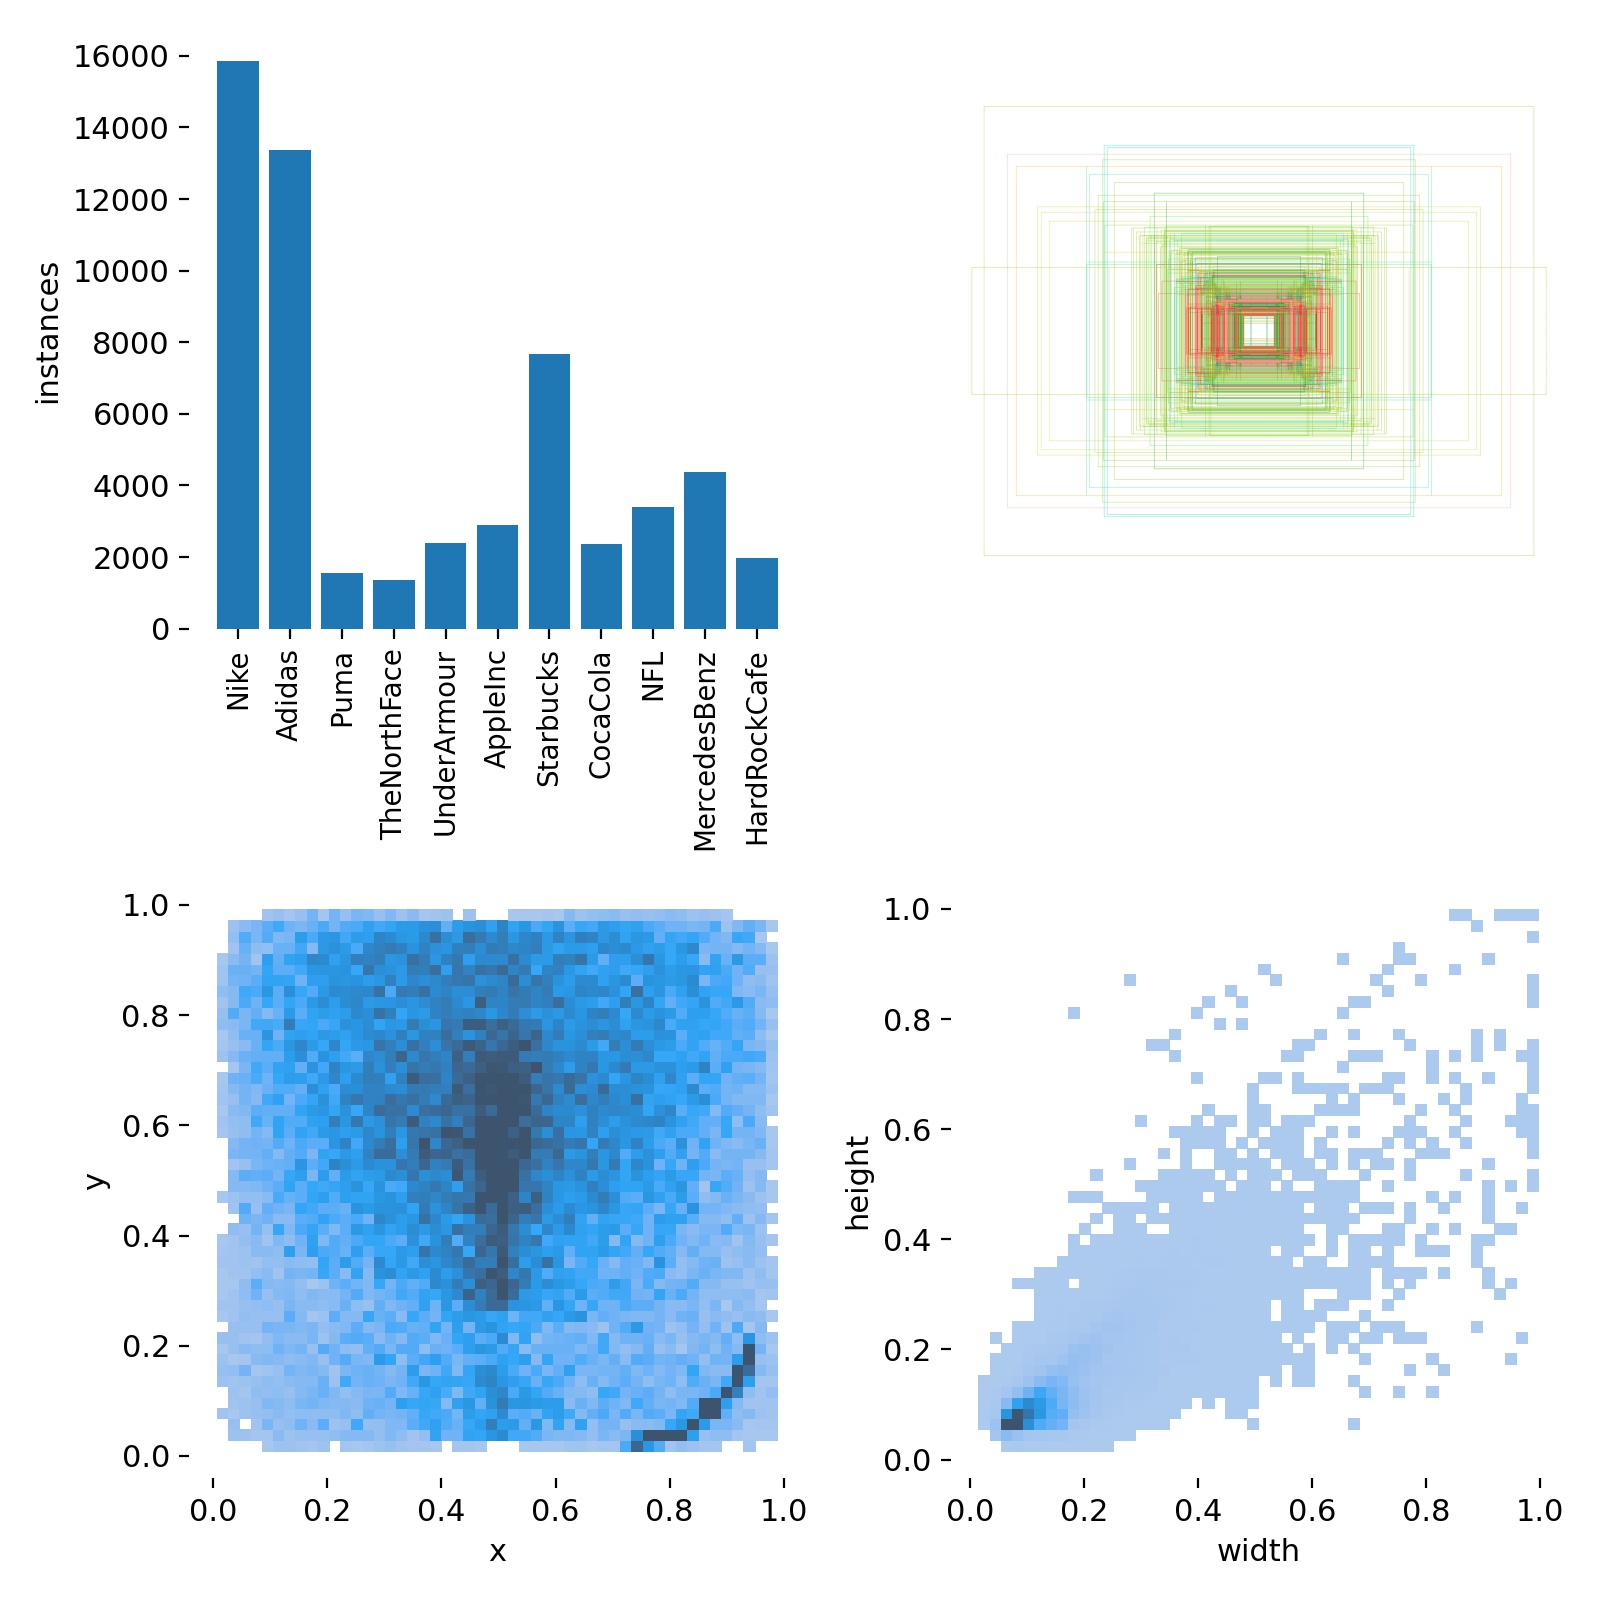 16000
14000
12000
10000
8000
6000
4000
2000
0
instances
Nike
Adidas
Puma
TheNorthFace
UnderArmour
AppleInc
Starbucks
CocaCola
NFL
MercedesBenz
HardRockCafe
1.0
0.8
0.6
0.4
0.2
0.0
y
0.0 0.2 0.4 0.6 0.8 1.0
x
1.0
0.8
0.6
0.4
0.2
0.0
height
0.0 0.2 0.4 0.6 0.8 1.0
width